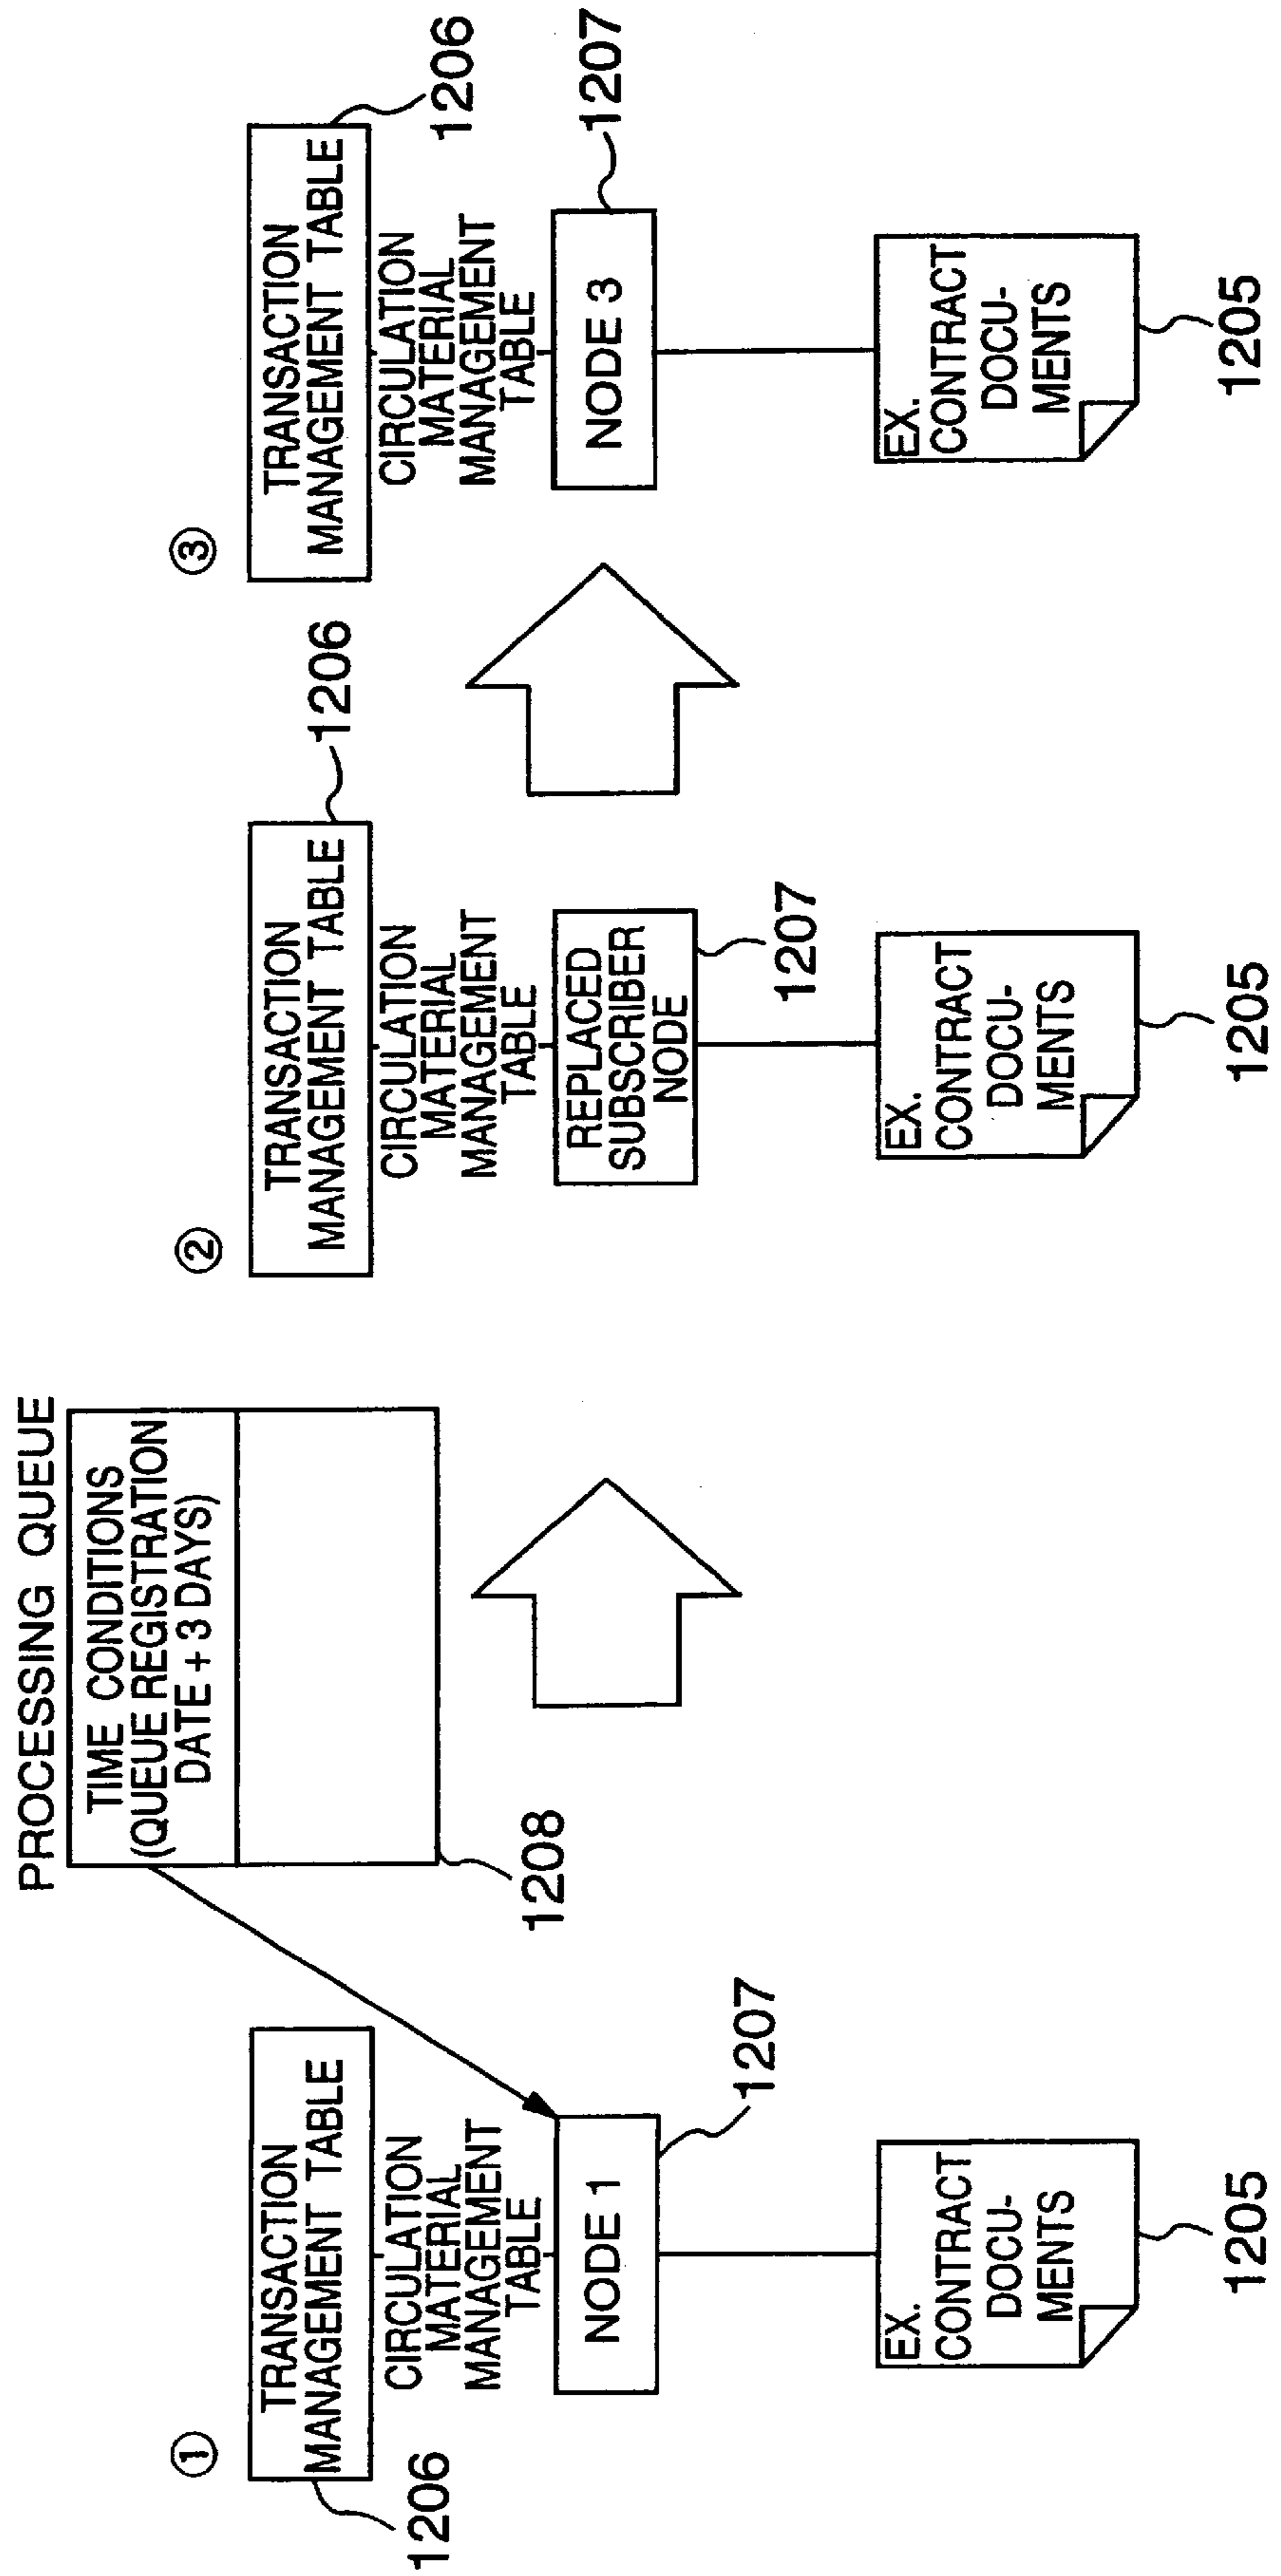 PROCESSING QUEUE
TIME CONDITIONS
(QUEUE REGISTRATION
DATE + 3 DAYS)
1208
①
TRANSACTION
MANAGEMENT TABLE
1206
CIRCULATION
MATERIAL
MANAGEMENT
TABLE
NODE 1
1207
EX.
CONTRACT
DOCU-
MENTS
1205
②
TRANSACTION
MANAGEMENT TABLE
1206
CIRCULATION
MATERIAL
MANAGEMENT
TABLE
REPLACED
SUBSCRIBER
NODE
1207
EX.
CONTRACT
DOCU-
MENTS
1205
③
TRANSACTION
MANAGEMENT TABLE
1206
CIRCULATION
MATERIAL
MANAGEMENT
TABLE
NODE 3
1207
EX.
CONTRACT
DOCU-
MENTS
1205